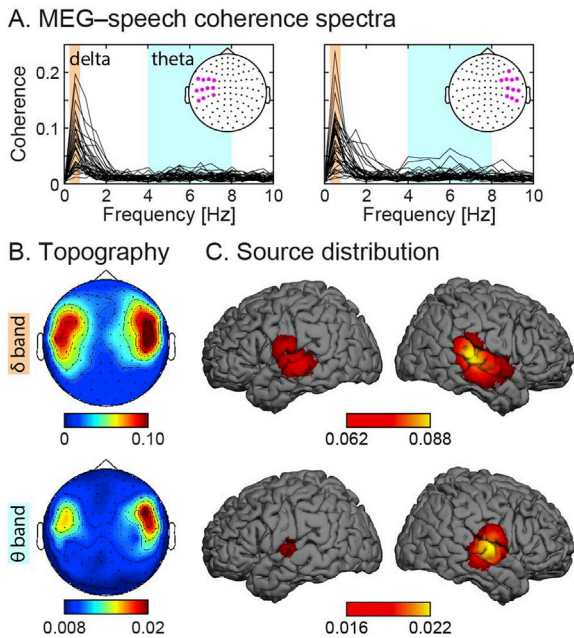 A. MEG–speech coherence spectra
delta theta
0.2
0.1
0
Coherence
0 2 4 6 8 10
Frequency [Hz]
0 2 4 6 8 10
Frequency [Hz]
B. Topography
C. Source distribution
δ band
0 0.10
0.062 0.088
θ band
0.008 0.02
0.016 0.022